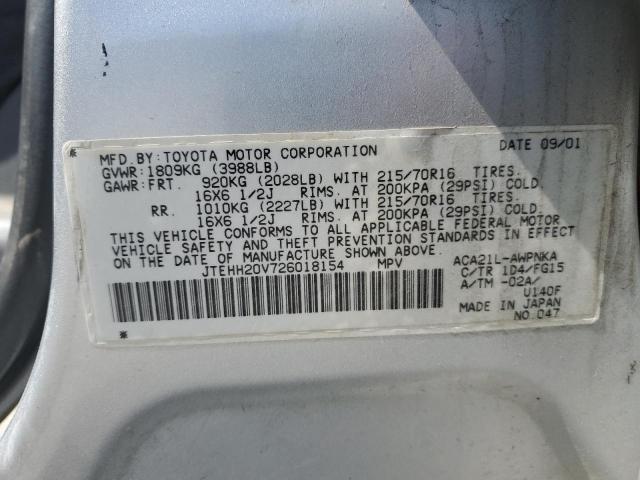 MFD.BY:TOYOTA MOTOR CORPORATION DATE 09/01
GVWR:1809KG (3988LB)
GAWR:FRT. 920KG (2028LB) WITH 215/70R16 TIRES.
16X6 1/2J RIMS. AT 200KPA (29PSI) COLD.
RR. 1010KG (2227LB) WITH 215/70R16 TIRES.
16X6 1/2J RIMS. AT 200KPA (29PSI) COLD.
THIS VEHICLE CONFORMS TO ALL APPLICABLE FEDERAL MOTOR
VEHICLE SAFETY AND THEFT PREVENTION STANDARDS IN EFFECT
ON THE DATE OF MANUFACTURE SHOWN ABOVE.
JTEHH20V726018154 MPV ACA21L-AWPNKA
C/TR 1D4/FG15
A/TM -02A/
U140F
MADE IN JAPAN
NO.047